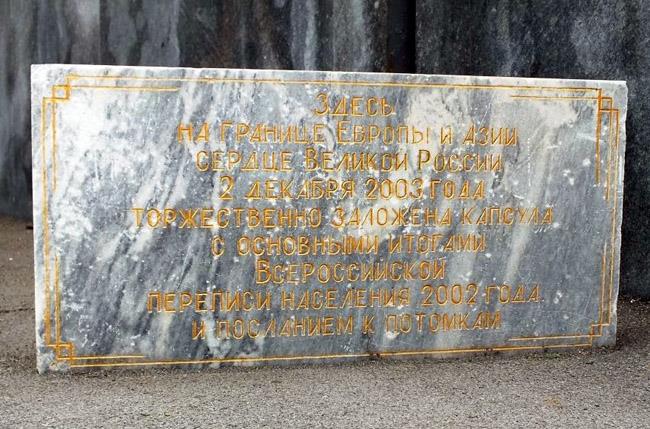 Здесь
на границе Европы и Азии
сердце Великой России
2 декабря 2003 года
торжественно заложена капсула
с основными итогами
Всероссийской
переписи населения 2002 года
и посланием к потомкам